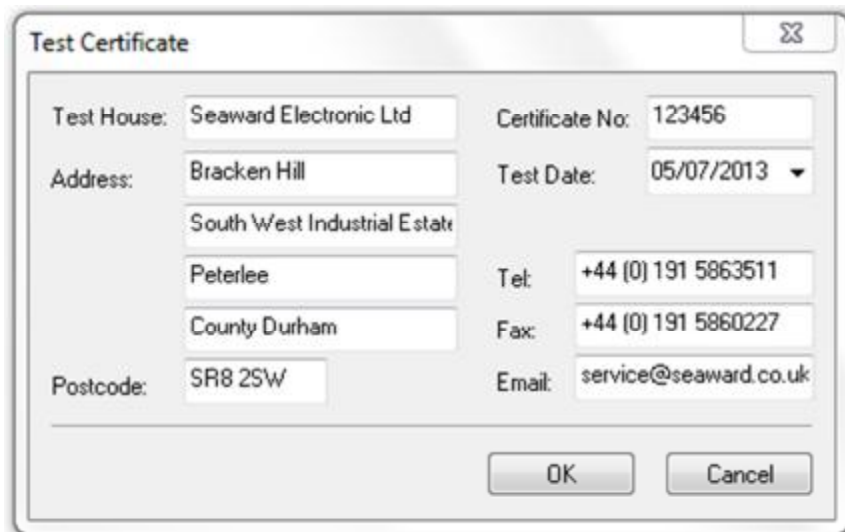 Test Certificate
Test House: Seaward Electronic Ltd
Certificate No: 123456
Address: Bracken Hill
Test Date: 05/07/2013
South West Industrial Estate
Peterlee
Tel: +44 (0) 191 5863511
County Durham
Fax: +44 (0) 191 5860227
Postcode: SR8 2SW
Email: service@seaward.co.uk
OK
Cancel